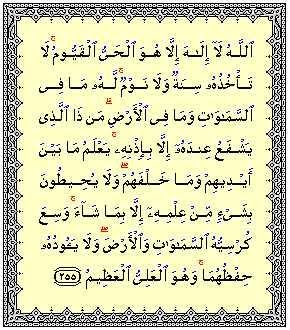 ٱللَّهُ لَآ إِلَـٰهَ إِلَّا هُوَ ٱلْحَىُّ ٱلْقَيُّومُ ۚ لَا
تَأْخُذُهُۥ سِنَةٌ وَلَا نَوْمٌ ۚ لَّهُۥ مَا فِى
ٱلسَّمَـٰوَٰتِ وَمَا فِى ٱلْأَرْضِ ۗ مَن ذَا ٱلَّذِى
يَشْفَعُ عِندَهُۥٓ إِلَّا بِإِذْنِهِۦ ۚ يَعْلَمُ مَا بَيْنَ
أَيْدِيهِمْ وَمَا خَلْفَهُمْ ۖ وَلَا يُحِيطُونَ
بِشَىْءٍ مِّنْ عِلْمِهِۦٓ إِلَّا بِمَا شَآءَ ۚ وَسِعَ
كُرْسِيُّهُ ٱلسَّمَـٰوَٰتِ وَٱلْأَرْضَ ۖ وَلَا يَـُٔودُهُۥ
حِفْظُهُمَا ۚ وَهُوَ ٱلْعَلِىُّ ٱلْعَظِيمُ ٢٥٥